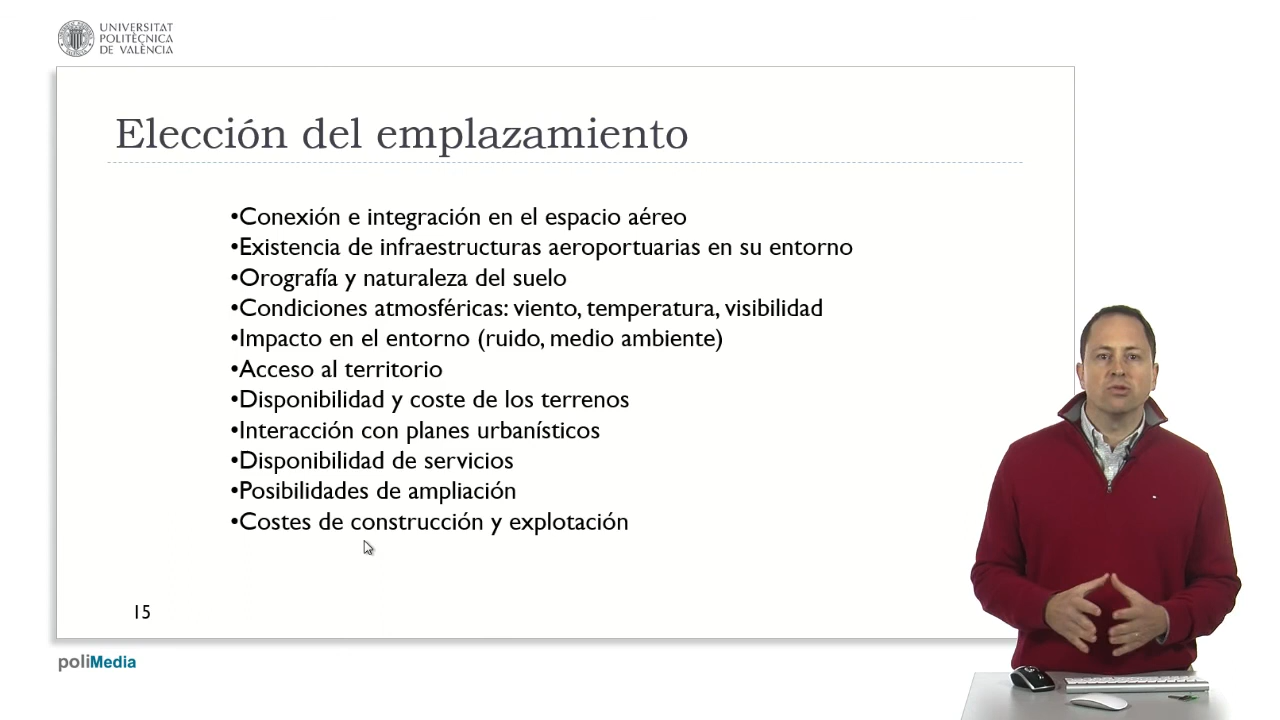 UNIVERSITAT
POLITÈCNICA
DE VALÈNCIA
Elección del emplazamiento
•Conexión e integración en el espacio aéreo
•Existencia de infraestructuras aeroportuarias en su entorno
•Orografía y naturaleza del suelo
•Condiciones atmosféricas: viento, temperatura, visibilidad
•Impacto en el entorno (ruido, medio ambiente)
•Acceso al territorio
•Disponibilidad y coste de los terrenos
•Interacción con planes urbanísticos
•Disponibilidad de servicios
•Posibilidades de ampliación
•Costes de construcción y explotación
15
poliMedia